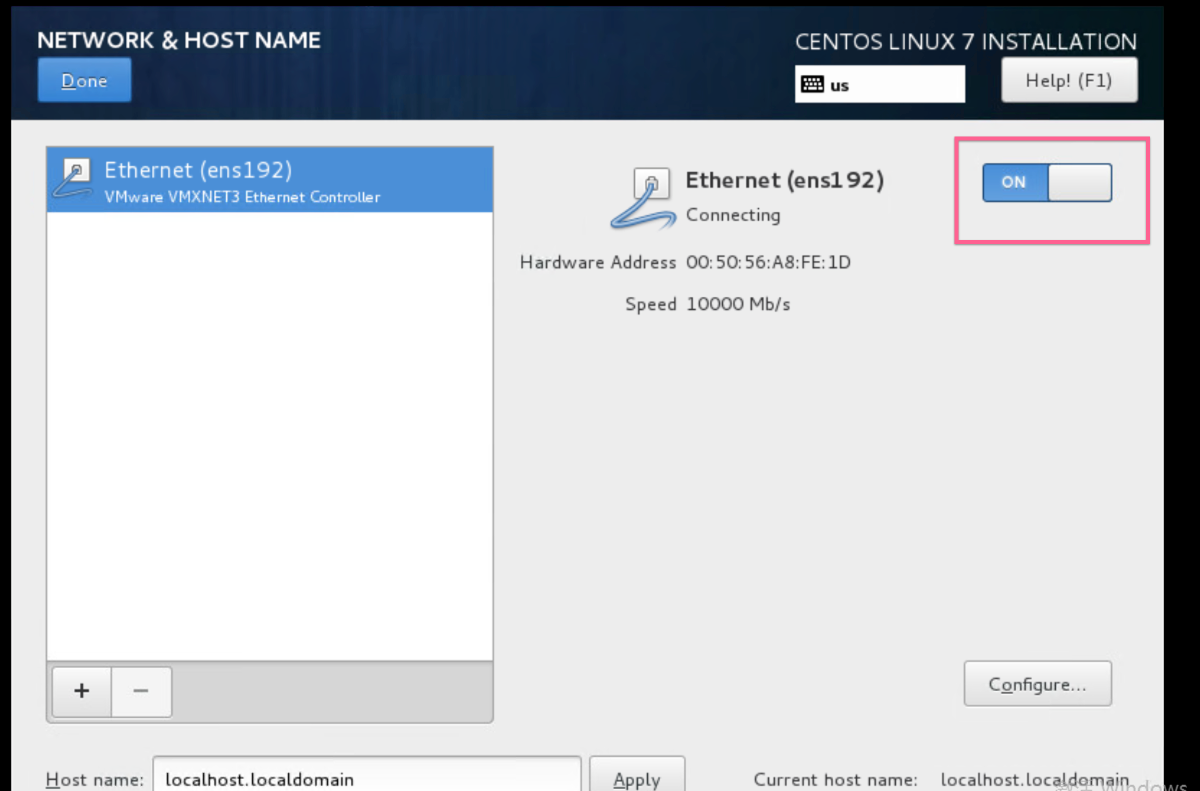 NETWORK & HOST NAME
CENTOS LINUX 7 INSTALLATION
Done
us
Help! (F1)
Ethernet (ens192)
VMware VMXNET3 Ethernet Controller
Ethernet (ens192)
Connecting
ON
Hardware Address 00:50:56:A8:FE:1D
Speed 10000 Mb/s
+
−
Configure...
Host name: localhost.localdomain
Apply
Current host name: localhost.localdomain
Windows